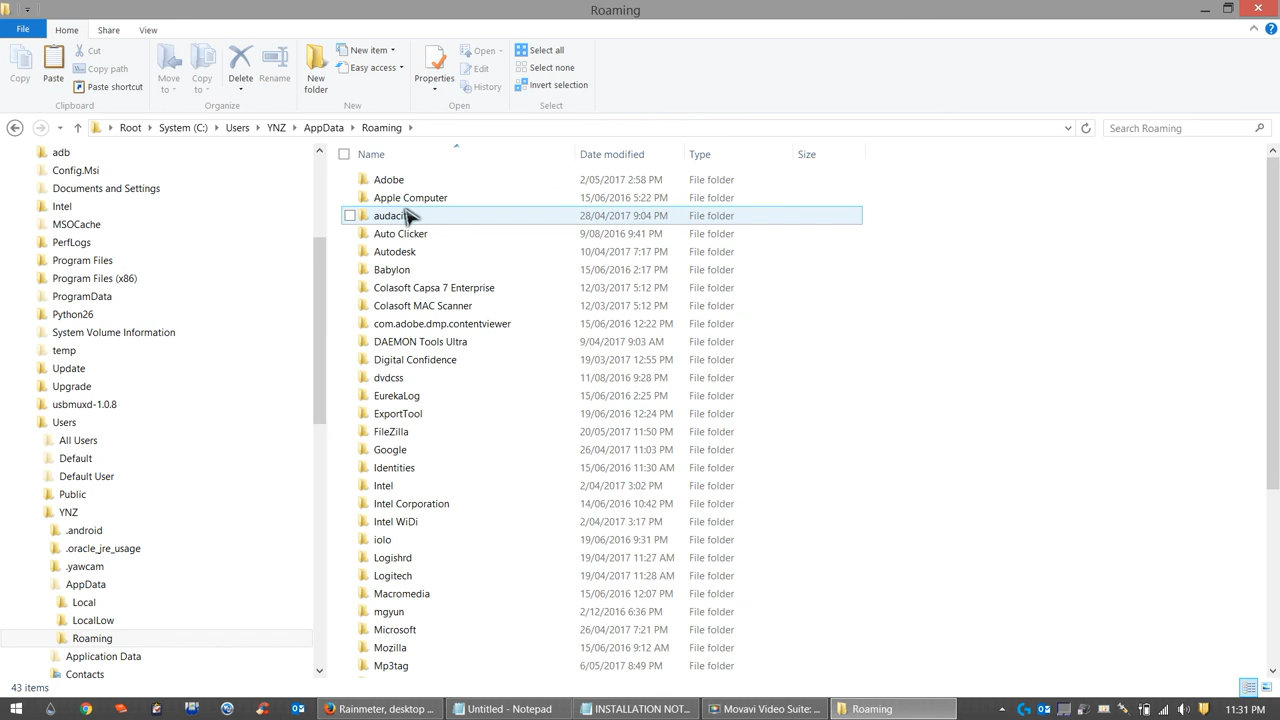 Roaming
File Home Share View
Copy Paste Cut Copy path Paste shortcut Move to Copy to Delete Rename New folder New item Easy access Properties Open Edit History Select all Select none Invert selection
Clipboard Organize New Open Select
Root System (C:) Users YNZ AppData Roaming Search Roaming
adb
Config.Msi
Documents and Settings
Intel
MSOCache
PerfLogs
Program Files
Program Files (x86)
ProgramData
Python26
System Volume Information
temp
Update
Upgrade
usbmuxd-1.0.8
Users
All Users
Default
Default User
Public
YNZ
.android
.oracle_jre_usage
.yawcam
AppData
Local
LocalLow
Roaming
Application Data
Contacts
Name Date modified Type Size
Adobe 2/05/2017 2:58 PM File folder
Apple Computer 15/06/2016 5:22 PM File folder
audaci 28/04/2017 9:04 PM File folder
Auto Clicker 9/08/2016 9:41 PM File folder
Autodesk 10/04/2017 7:17 PM File folder
Babylon 15/06/2016 2:17 PM File folder
Colasoft Capsa 7 Enterprise 12/03/2017 5:12 PM File folder
Colasoft MAC Scanner 12/03/2017 5:12 PM File folder
com.adobe.dmp.contentviewer 15/06/2016 12:22 PM File folder
DAEMON Tools Ultra 9/04/2017 9:03 AM File folder
Digital Confidence 19/03/2017 12:55 PM File folder
dvdcss 11/08/2016 9:28 PM File folder
EurekaLog 15/06/2016 2:25 PM File folder
ExportTool 19/06/2016 12:24 PM File folder
FileZilla 20/05/2017 11:50 PM File folder
Google 26/04/2017 11:03 PM File folder
Identities 15/06/2016 11:30 AM File folder
Intel 2/04/2017 3:02 PM File folder
Intel Corporation 14/06/2016 10:42 PM File folder
Intel WiDi 2/04/2017 3:17 PM File folder
iolo 19/06/2016 9:31 PM File folder
Logishrd 19/04/2017 11:27 AM File folder
Logitech 19/04/2017 11:28 AM File folder
Macromedia 15/06/2016 12:07 PM File folder
mgyun 2/12/2016 6:36 PM File folder
Microsoft 26/04/2017 7:21 PM File folder
Mozilla 15/06/2016 9:12 AM File folder
Mp3tag 6/05/2017 8:49 PM File folder
43 items
Rainmeter, desktop ... Untitled - Notepad INSTALLATION NOT... Movavi Video Suite: ... Roaming 11:31 PM